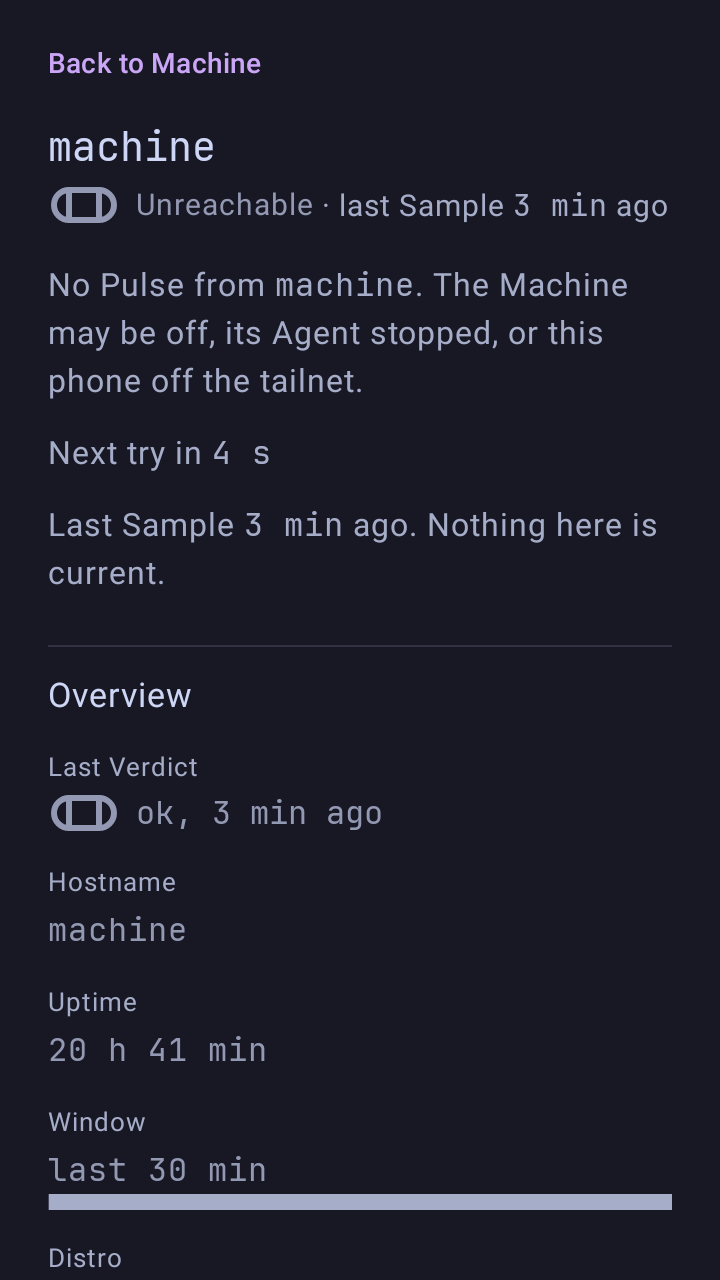 Back to Machine
machine
Unreachable · last Sample 3 min ago
No Pulse from machine. The Machine
may be off, its Agent stopped, or this
phone off the tailnet.
Next try in 4 s
Last Sample 3 min ago. Nothing here is
current.
Overview
Last Verdict
ok, 3 min ago
Hostname
machine
Uptime
20 h 41 min
Window
last 30 min
Distro